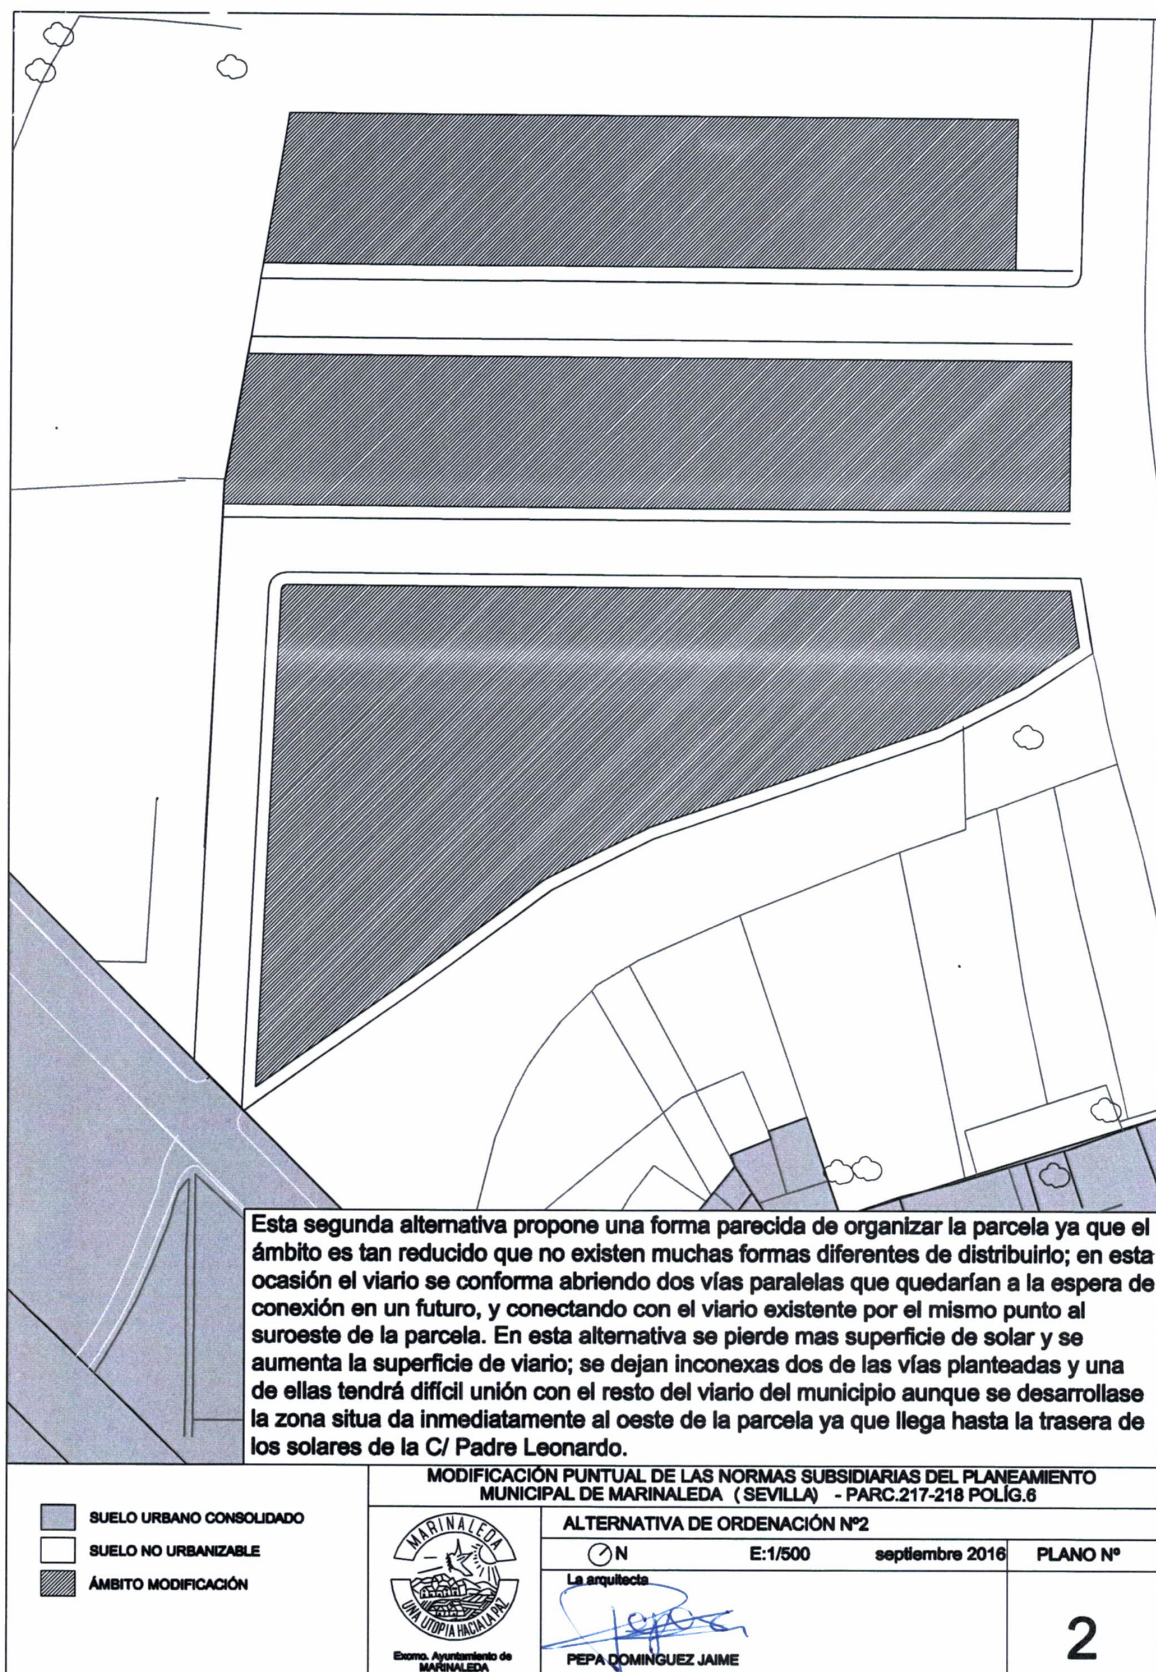 Esta segunda alternativa propone una forma parecida de organizar la parcela ya que el
ámbito es tan reducido que no existen muchas formas diferentes de distribuirlo; en esta
ocasión el viario se conforma abriendo dos vías paralelas que quedarían a la espera de
conexión en un futuro, y conectando con el viario existente por el mismo punto al
suroeste de la parcela. En esta alternativa se pierde mas superficie de solar y se
aumenta la superficie de viario; se dejan inconexas dos de las vías planteadas y una
de ellas tendrá difícil unión con el resto del viario del municipio aunque se desarrollase
la zona situa da inmediatamente al oeste de la parcela ya que llega hasta la trasera de
los solares de la C/ Padre Leonardo.
SUELO URBANO CONSOLIDADO
SUELO NO URBANIZABLE
ÁMBITO MODIFICACIÓN
MODIFICACIÓN PUNTUAL DE LAS NORMAS SUBSIDIARIAS DEL PLANEAMIENTO
MUNICIPAL DE MARINALEDA ( SEVILLA) - PARC.217-218 POLÍG.6
MARINALEDA
UNA UTOPIA HACIA LA PAZ
Excmo. Ayuntamiento de
MARINALEDA
ALTERNATIVA DE ORDENACIÓN Nº2
N E:1/500 septiembre 2016 PLANO Nº
La arquitecta
PEPA DOMINGUEZ JAIME
2